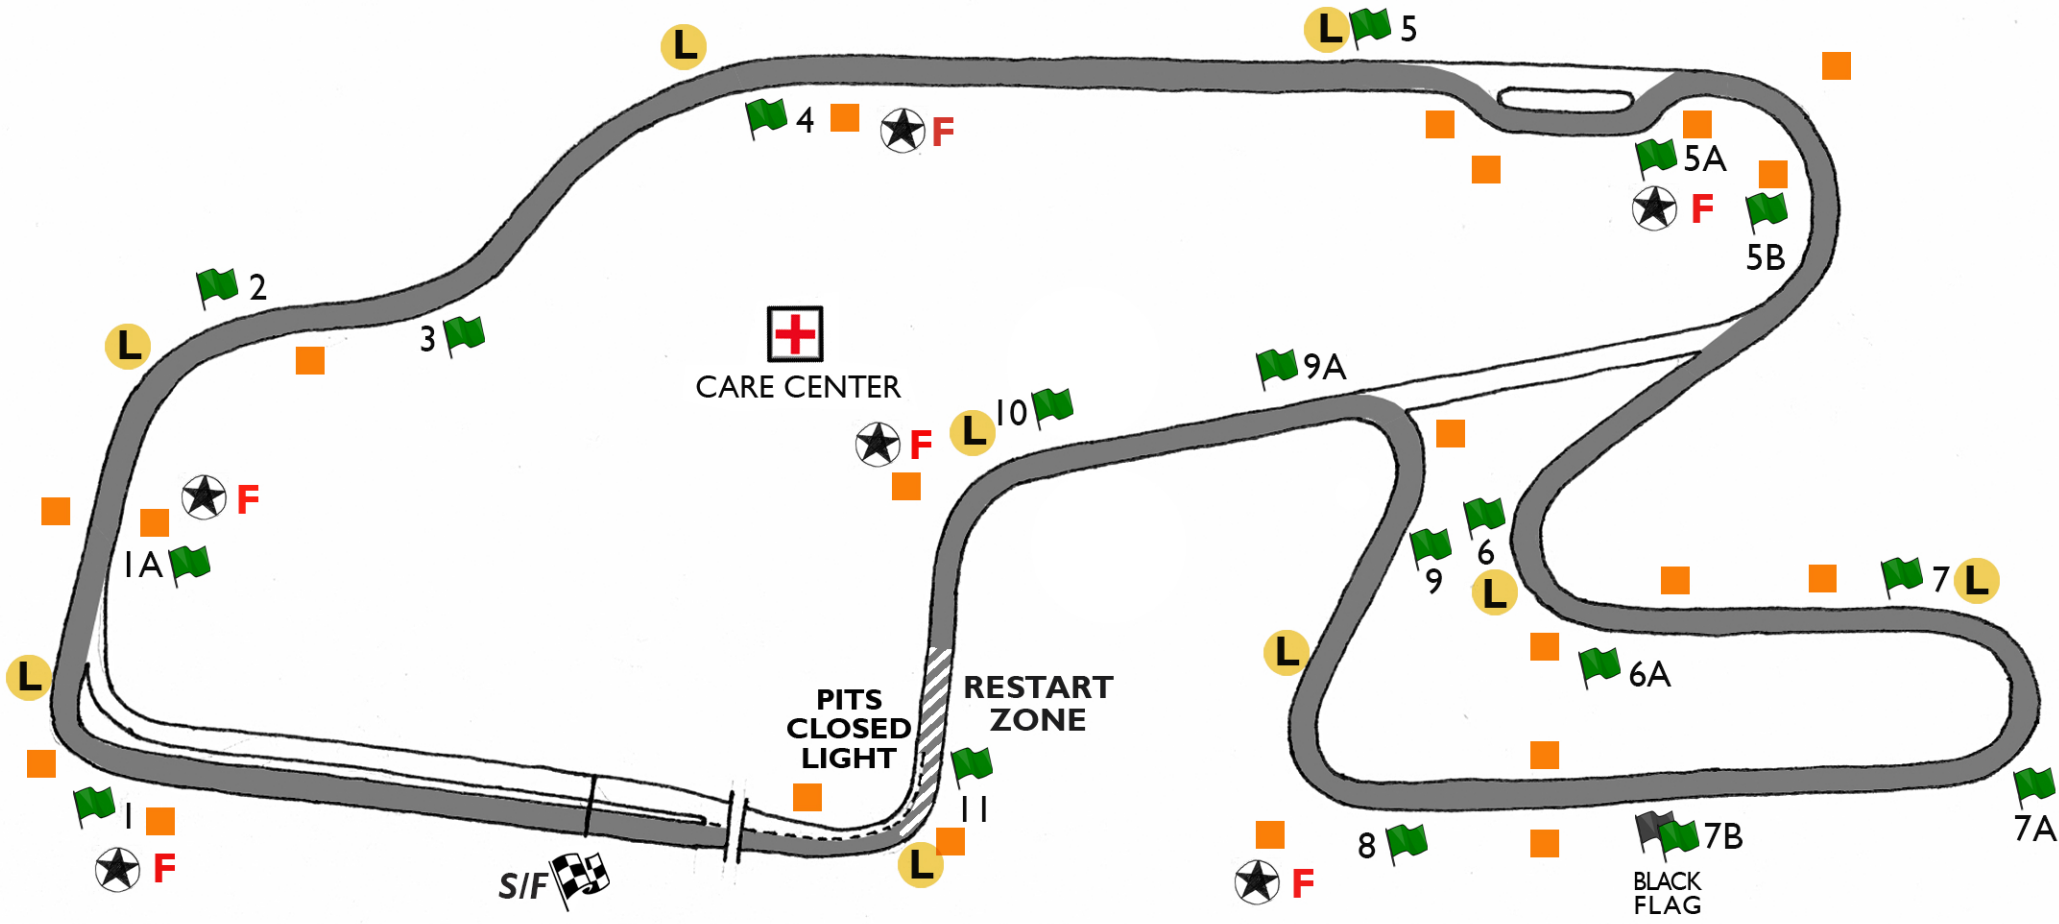 L
L 5
4
F
5A
F
5B
2
L
3
CARE CENTER
9A
10
L
F
F
1A
6
9
L
7 L
L
6A
L
PITS
CLOSED
LIGHT
RESTART
ZONE
11
1
F
S/F
L
8
F
7B
BLACK
FLAG
7A